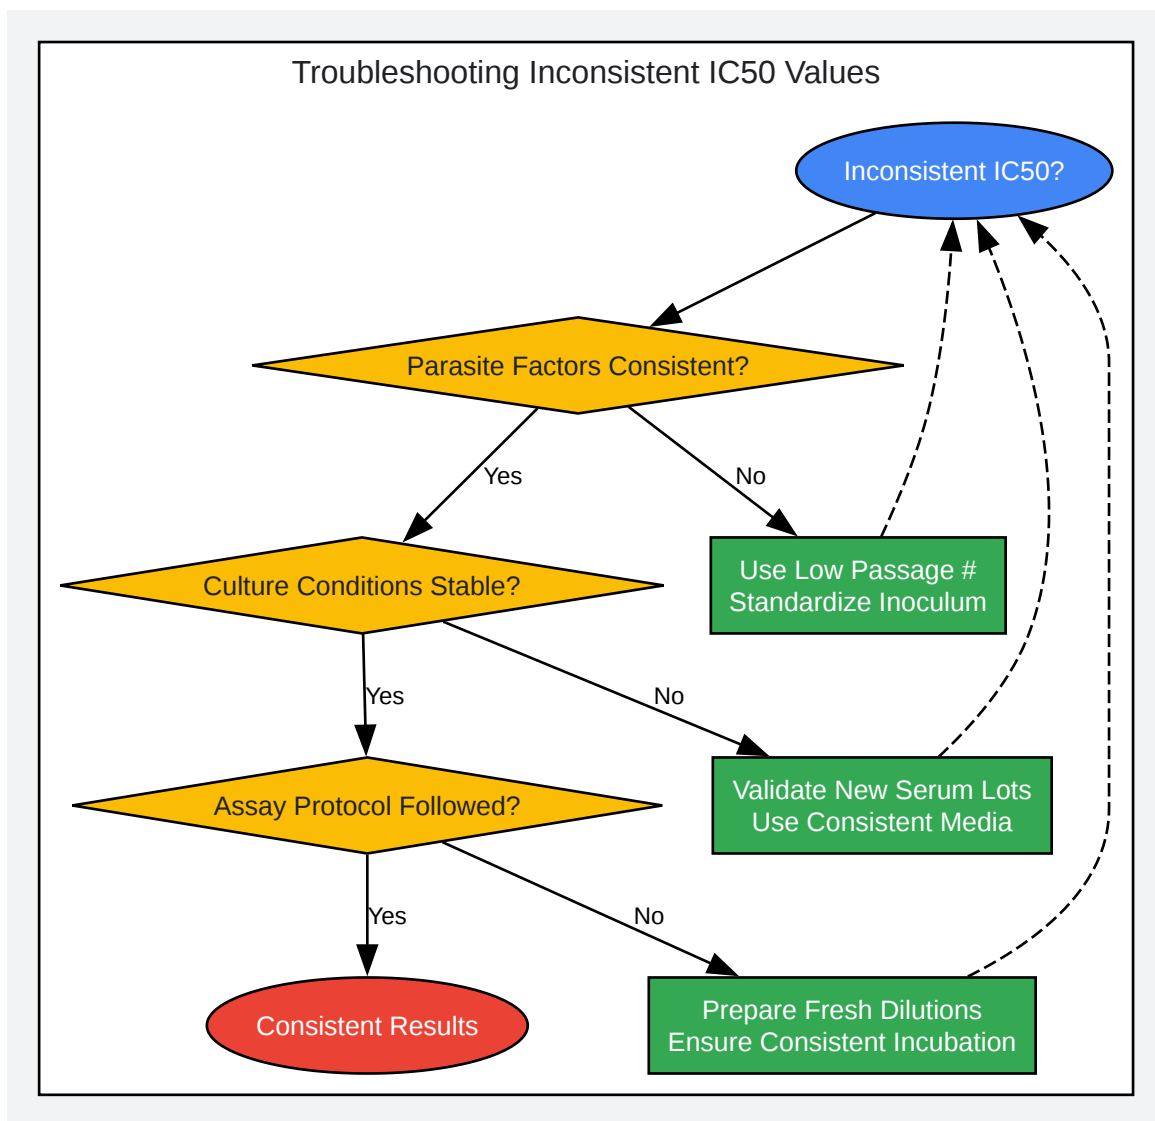 Troubleshooting Inconsistent IC50 Values
Inconsistent IC50?
Parasite Factors Consistent?
Yes
No
Culture Conditions Stable?
Use Low Passage #
Standardize Inoculum
Yes
No
Assay Protocol Followed?
Validate New Serum Lots
Use Consistent Media
Yes
No
Consistent Results
Prepare Fresh Dilutions
Ensure Consistent Incubation